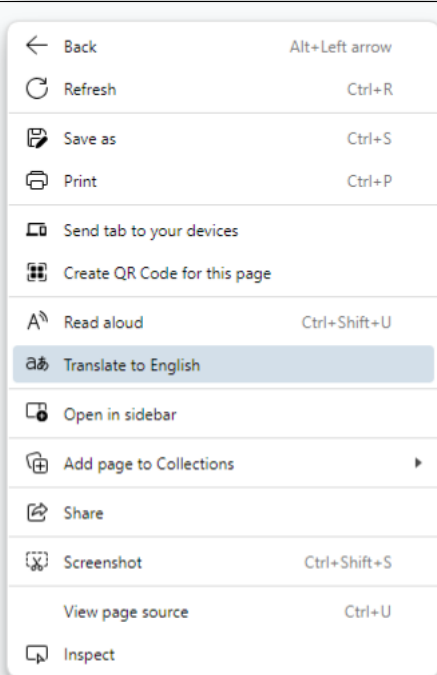 Back Alt+Left arrow
Refresh Ctrl+R
Save as Ctrl+S
Print Ctrl+P
Send tab to your devices
Create QR Code for this page
Read aloud Ctrl+Shift+U
aあ Translate to English
Open in sidebar
Add page to Collections
Share
Screenshot Ctrl+Shift+S
View page source Ctrl+U
Inspect